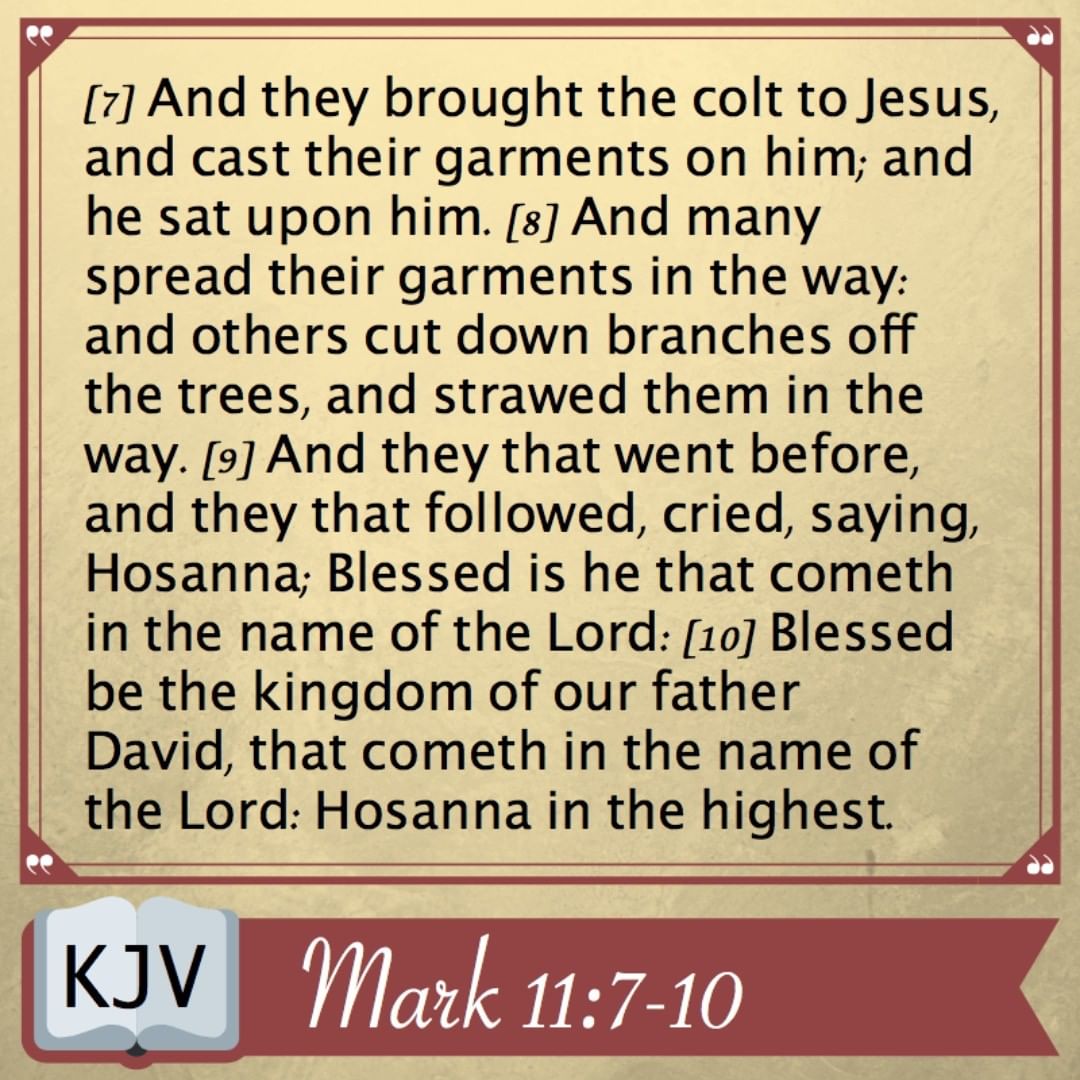 [7] And they brought the colt to Jesus,
and cast their garments on him; and
he sat upon him. [8] And many
spread their garments in the way:
and others cut down branches off
the trees, and strawed them in the
way. [9] And they that went before,
and they that followed, cried, saying,
Hosanna; Blessed is he that cometh
in the name of the Lord: [10] Blessed
be the kingdom of our father
David, that cometh in the name of
the Lord: Hosanna in the highest.
KJV
Mark 11:7-10